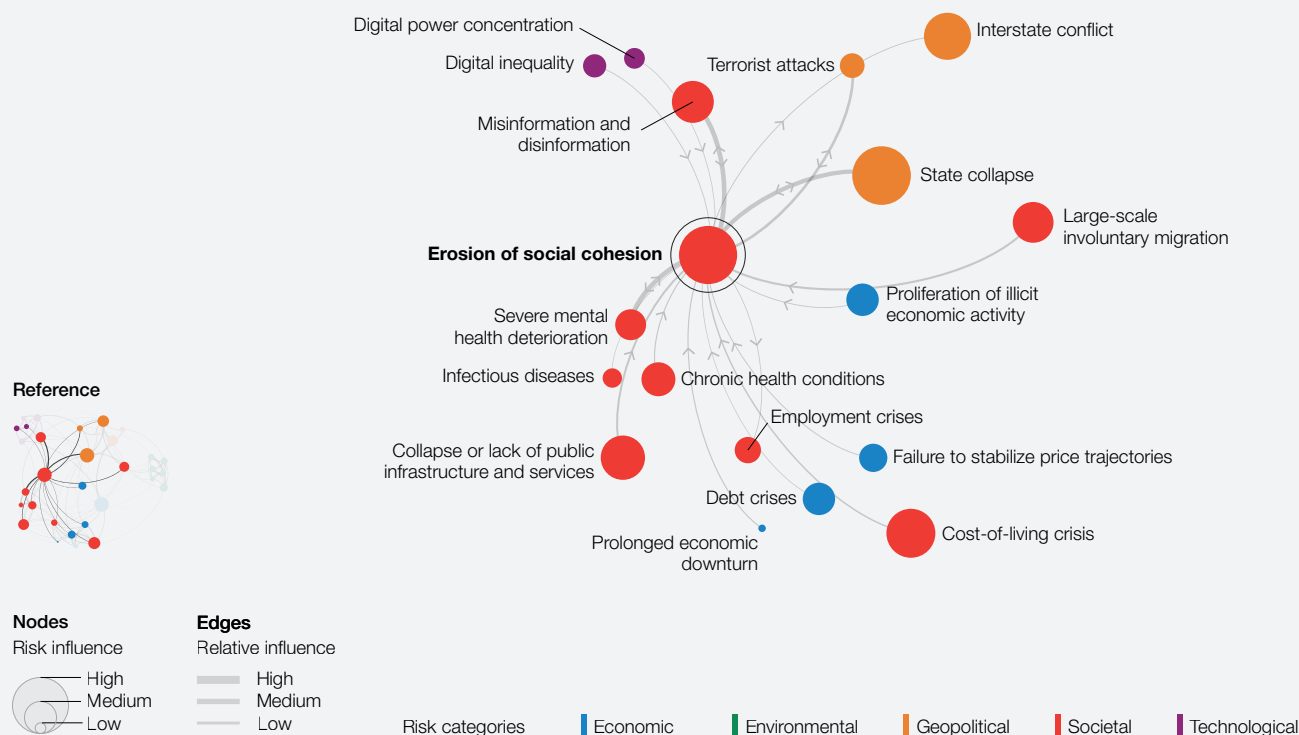 Digital power concentration
Interstate conflict
Digital inequality
Terrorist attacks
Misinformation and
disinformation
State collapse
Large-scale
involuntary migration
Erosion of social cohesion
Proliferation of illicit
economic activity
Severe mental
health deterioration
Infectious diseases
Chronic health conditions
Reference
Employment crises
Collapse or lack of public
infrastructure and services
Failure to stabilize price trajectories
Debt crises
Prolonged economic
downturn
Cost-of-living crisis
Nodes
Risk influence
High
Medium
Low
Edges
Relative influence
High
Medium
Low
Risk categories
Economic
Environmental
Geopolitical
Societal
Technological